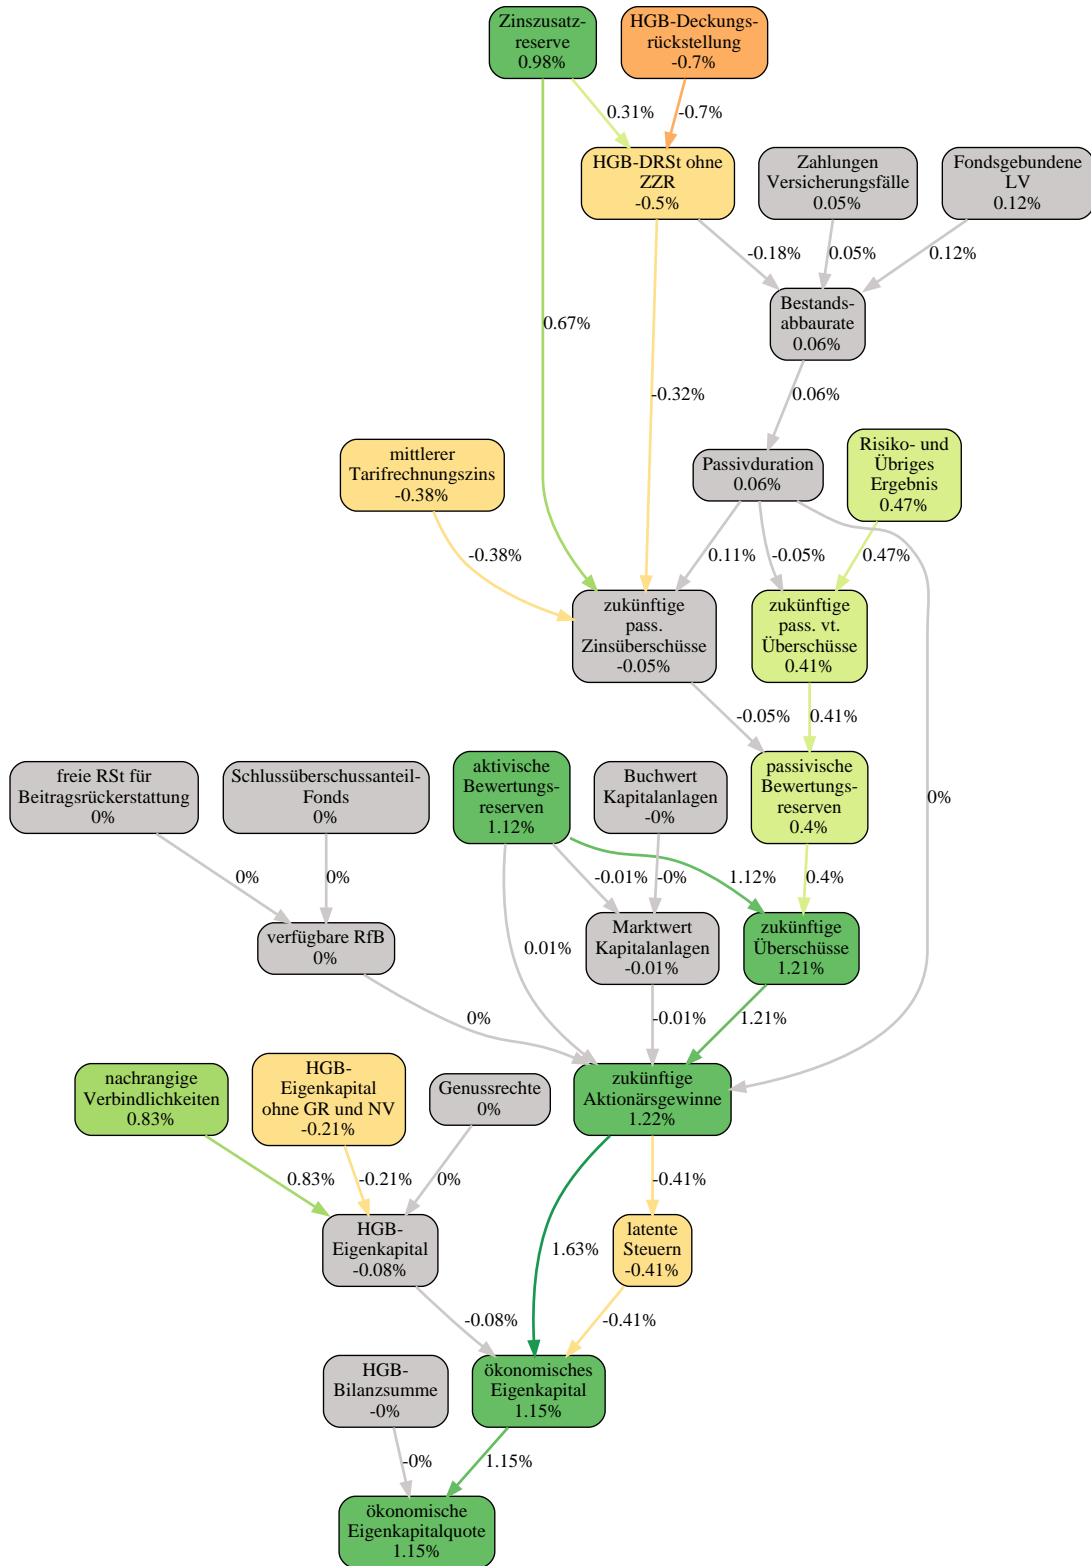 Zinszusatz-
reserve
0.98%
HGB-Deckungs-
rückstellung
-0.7%
0.31%
-0.7%
HGB-DRSt ohne
ZZR
-0.5%
Zahlungen
Versicherungsfälle
0.05%
Fondsgebundene
LV
0.12%
-0.18%
0.05%
0.12%
Bestands-
abbaurate
0.06%
0.67%
-0.32%
0.06%
mittlerer
Tarifrechnungszins
-0.38%
Passivduration
0.06%
Risiko- und
Übriges
Ergebnis
0.47%
-0.38%
0.11%
-0.05%
0.47%
zukünftige
pass.
Zinsüberschüsse
-0.05%
zukünftige
pass. vt.
Überschüsse
0.41%
-0.05%
0.41%
0%
freie RSt für
Beitragsrückerstattung
0%
Schlussüberschussanteil-
Fonds
0%
aktivische
Bewertungs-
reserven
1.12%
Buchwert
Kapitalanlagen
-0%
passivische
Bewertungs-
reserven
0.4%
0%
0%
-0.01%
-0%
1.12%
0.4%
verfügbare RfB
0%
0.01%
Marktwert
Kapitalanlagen
-0.01%
zukünftige
Überschüsse
1.21%
0%
-0.01%
1.21%
nachrangige
Verbindlichkeiten
0.83%
HGB-
Eigenkapital
ohne GR und NV
-0.21%
Genussrechte
0%
zukünftige
Aktionärsgewinne
1.22%
0.83%
-0.21%
0%
-0.41%
HGB-
Eigenkapital
-0.08%
1.63%
latente
Steuern
-0.41%
-0.08%
-0.41%
HGB-
Bilanzsumme
-0%
ökonomisches
Eigenkapital
1.15%
-0%
1.15%
ökonomische
Eigenkapitalquote
1.15%